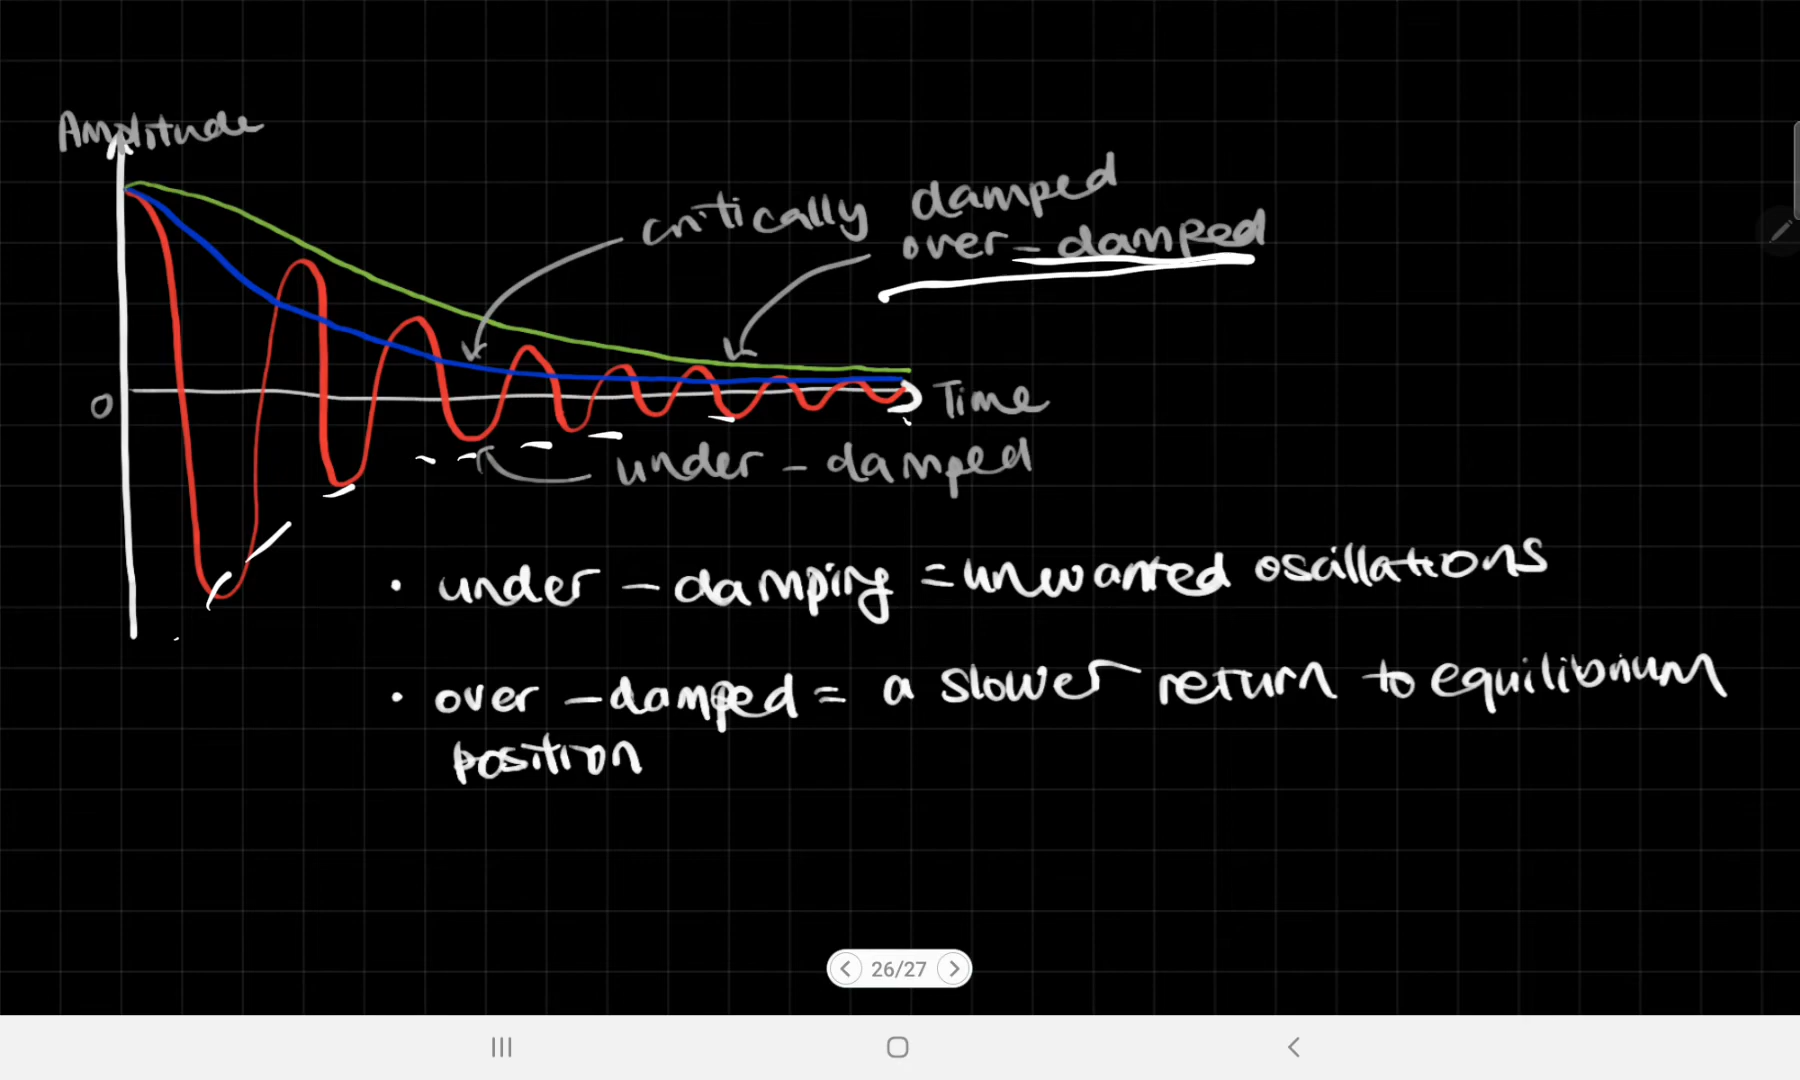 Amplitude
critically damped
over-damped
0
Time
under-damped
• under-damping = unwanted oscillations
• over-damped = a slower return to equilibrium
position
26/27